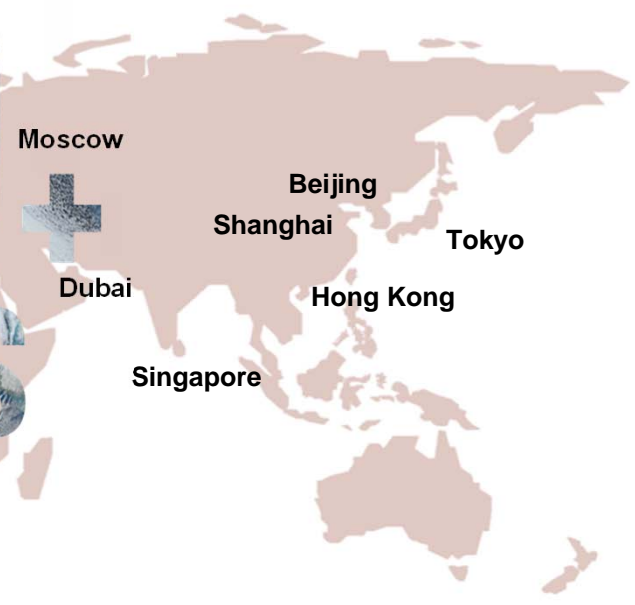 Moscow
Beijing
Shanghai
Tokyo
Dubai
Hong Kong
Singapore